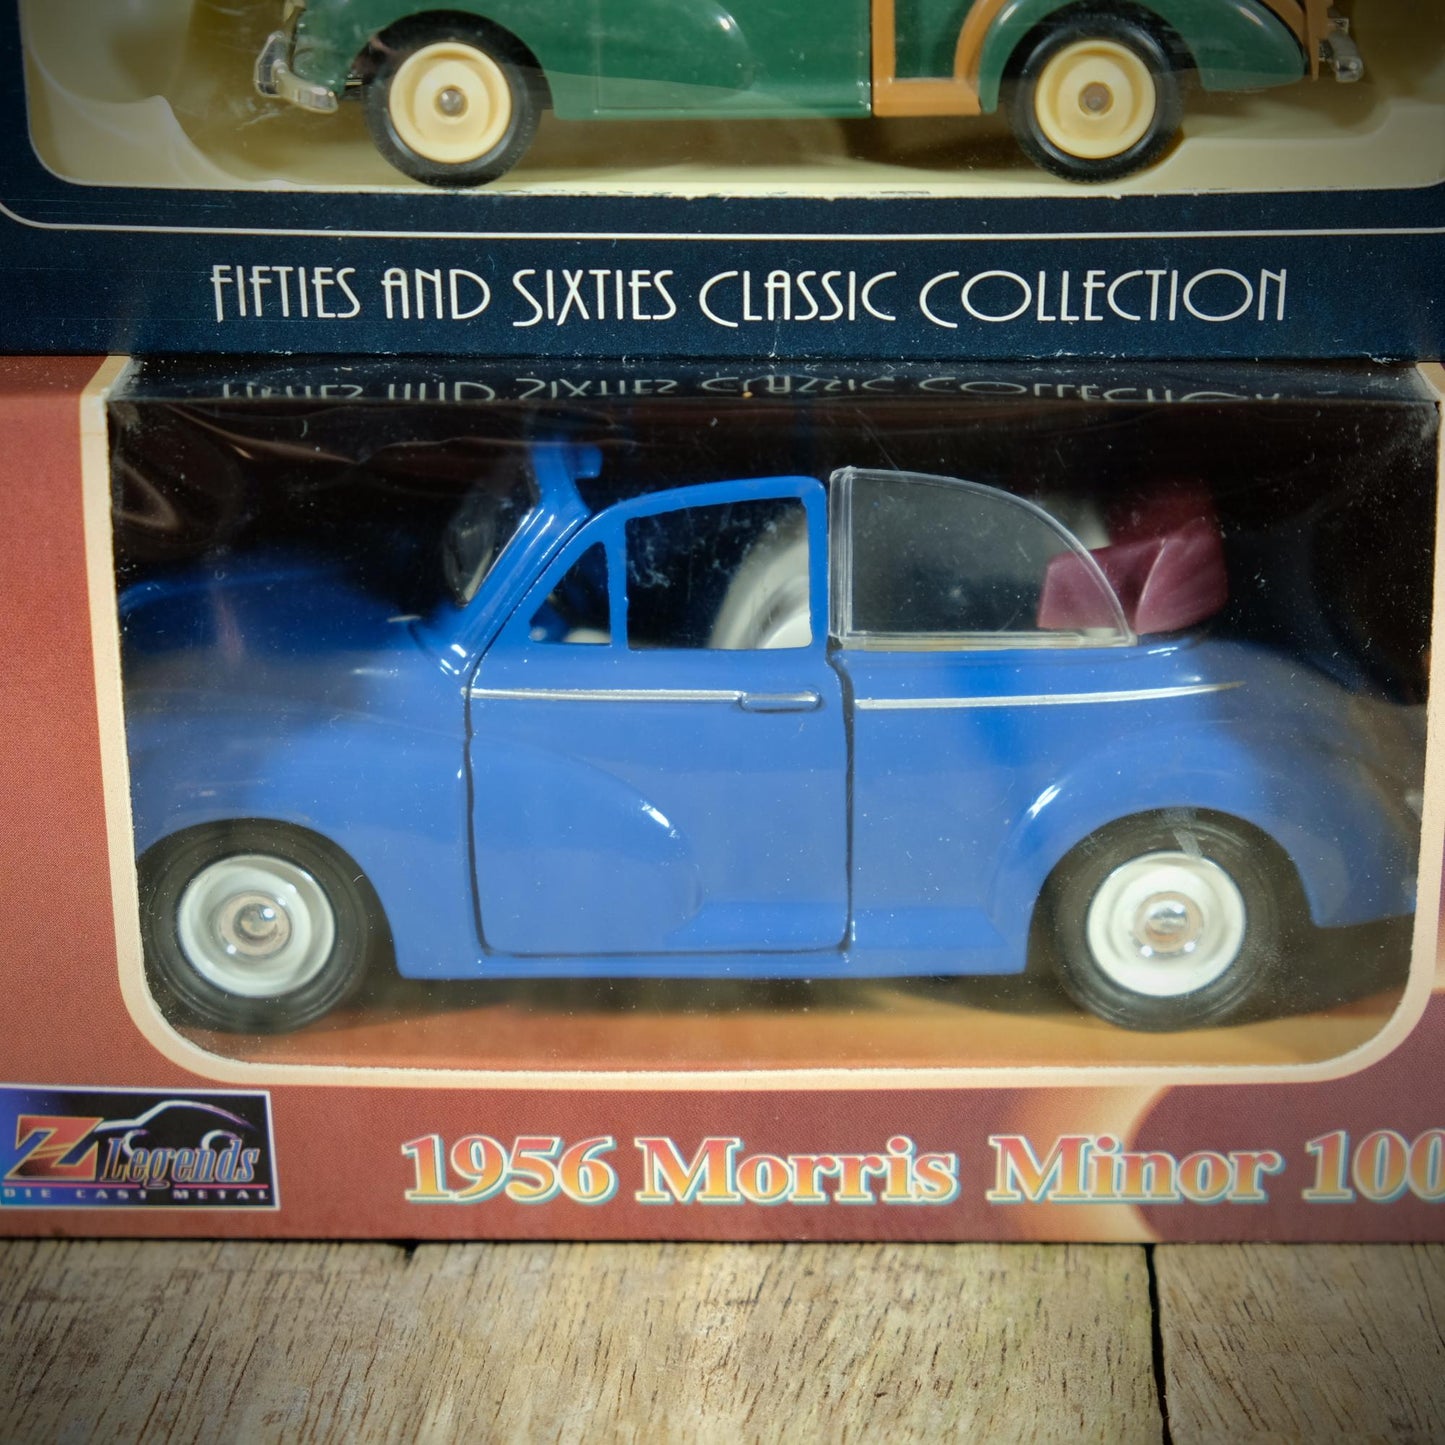 FIFTIES AND SIXTIES CLASSIC COLLECTION
Z Legends
DIE CAST METAL
1956 Morris Minor 100